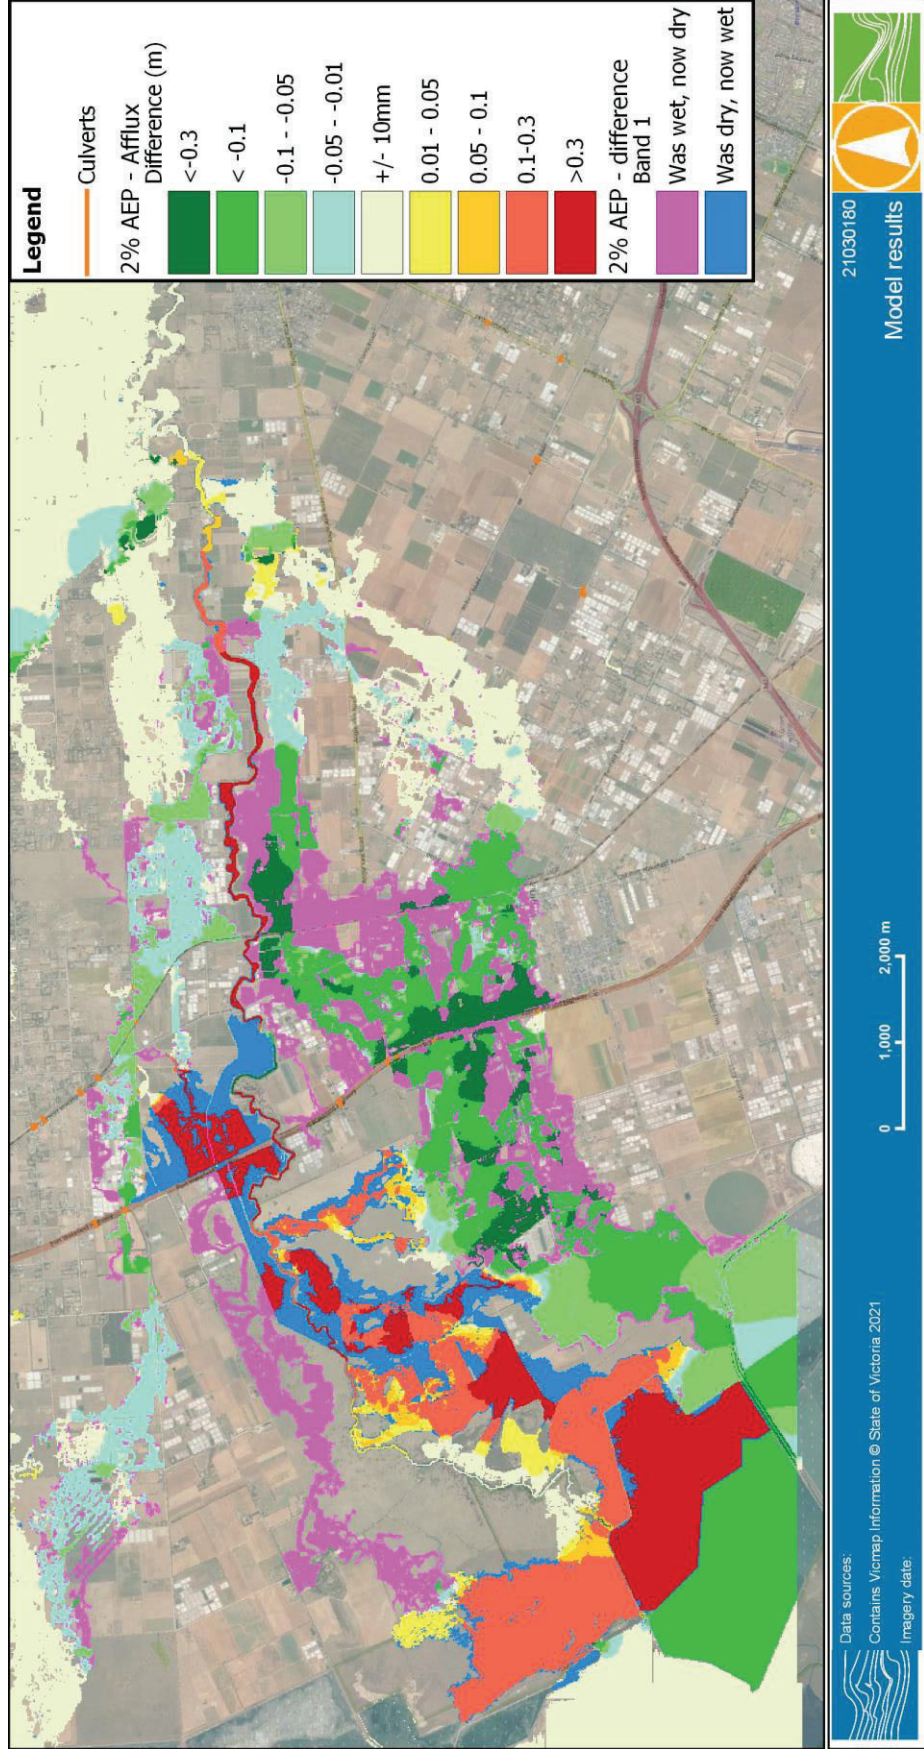 Legend
Culverts
2% AEP - Afflux
Difference (m)
<-0.3
< -0.1
-0.1 - -0.05
-0.05 - -0.01
+/- 10mm
0.01 - 0.05
0.05 - 0.1
0.1-0.3
>0.3
2% AEP - difference
Band 1
Was wet, now dry
Was dry, now wet
0 1,000 2,000 m
Data sources:
Contains Vicmap Information © State of Victoria 2021
Imagery date:
21030180
Model results